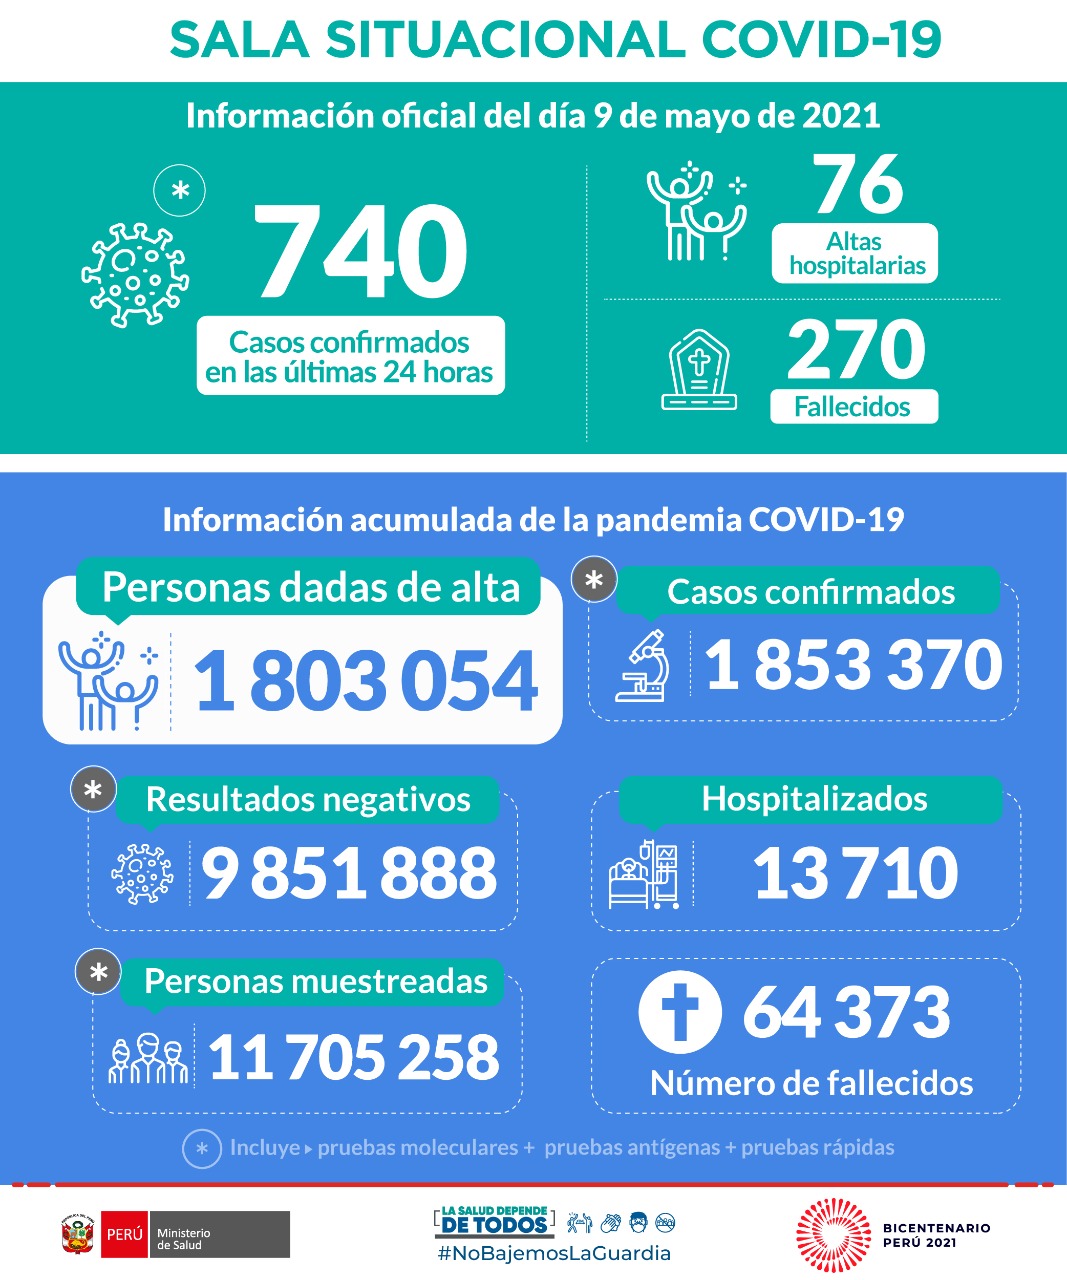 SALA SITUACIONAL COVID-19
Información oficial del día 9 de mayo de 2021
*
740
Casos confirmados
en las últimas 24 horas
76
Altas
hospitalarias
270
Fallecidos
Información acumulada de la pandemia COVID-19
Personas dadas de alta
1 803 054
*
Casos confirmados
1 853 370
*
Resultados negativos
9 851 888
Hospitalizados
13 710
*
Personas muestreadas
11 705 258
64 373
Número de fallecidos
* Incluye ▸ pruebas moleculares + pruebas antígenas + pruebas rápidas
PERÚ
Ministerio
de Salud
LA SALUD DEPENDE
DE TODOS
#NoBajemosLaGuardia
BICENTENARIO
PERÚ 2021